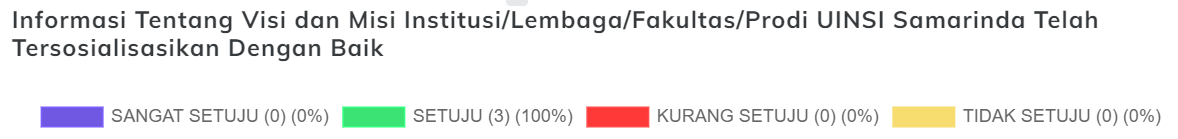 Informasi Tentang Visi dan Misi Institusi/Lembaga/Fakultas/Prodi UINSI Samarinda Telah
Tersosialisasikan Dengan Baik
SANGAT SETUJU (0) (0%) SETUJU (3) (100%) KURANG SETUJU (0) (0%) TIDAK SETUJU (0) (0%)